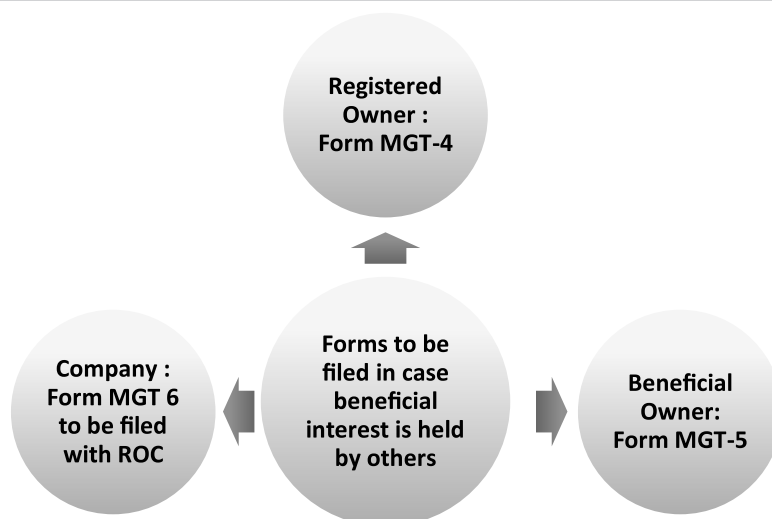 Registered
Owner :
Form MGT-4
Forms to be
filed in case
beneficial
interest is held
by others
Company :
Form MGT 6
to be filed
with ROC
Beneficial
Owner:
Form MGT-5